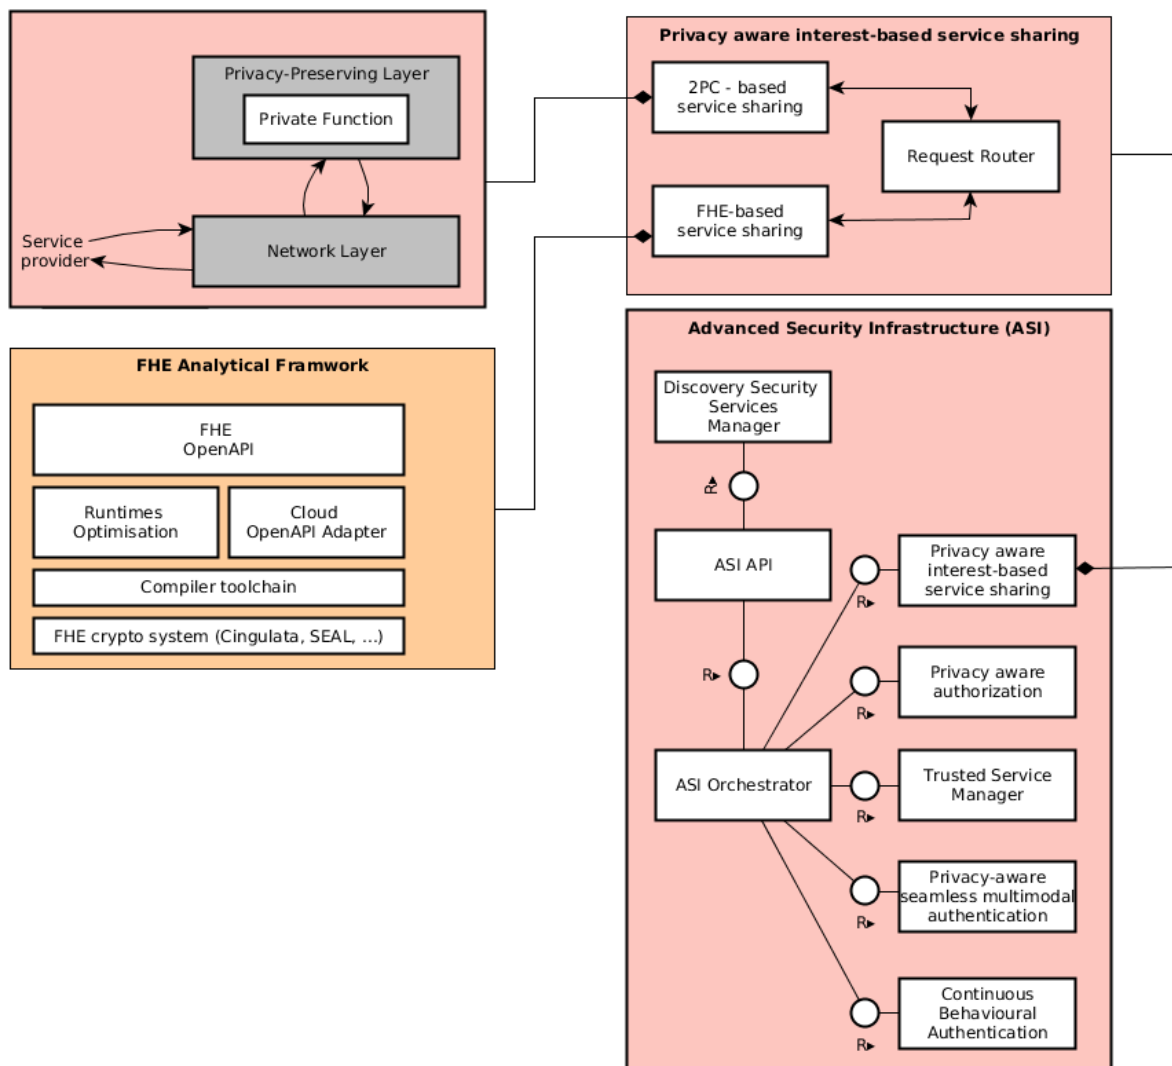 Privacy-Preserving Layer
Private Function
Network Layer
Service
provider
Privacy aware interest-based service sharing
2PC - based
service sharing
Request Router
FHE-based
service sharing
FHE Analytical Framwork
FHE
OpenAPI
Runtimes
Optimisation
Cloud
OpenAPI Adapter
Compiler toolchain
FHE crypto system (Cingulata, SEAL, ...)
Advanced Security Infrastructure (ASI)
Discovery Security
Services
Manager
R
ASI API
R
ASI Orchestrator
Privacy aware
interest-based
service sharing
R
Privacy aware
authorization
R
Trusted Service
Manager
R
Privacy-aware
seamless multimodal
authentication
R
Continuous
Behavioural
Authentication
R